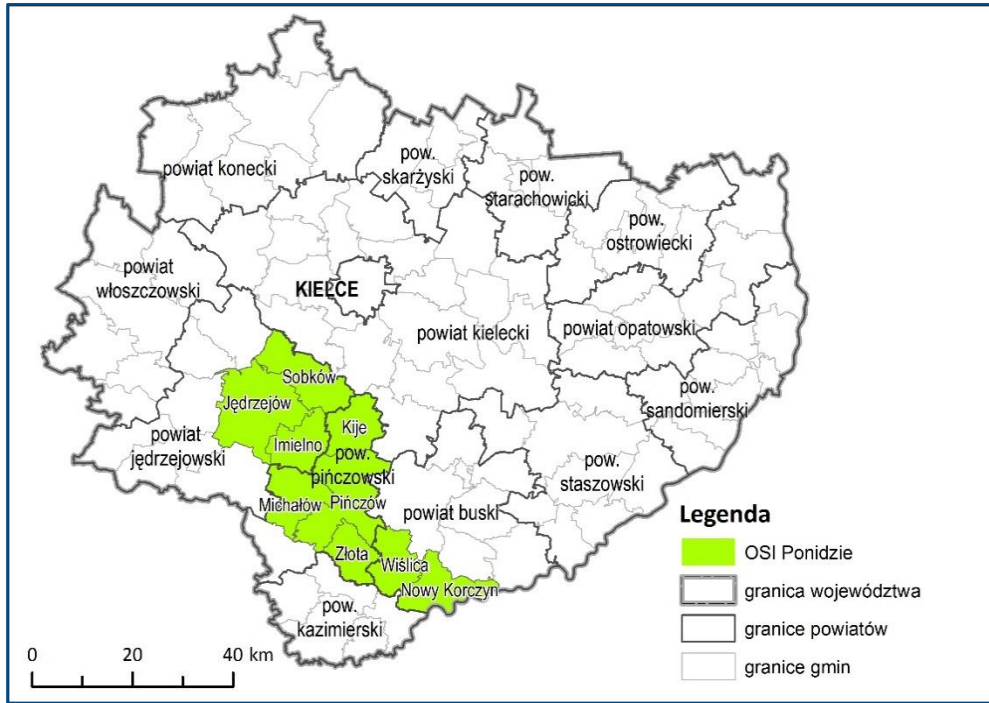 powiat konecki
pow.
skarżyski
pow.
starachowicki
pow.
ostrowiecki
powiat
włoszczowski
KIELCE
powiat kielecki
powiat opatowski
Sobków
Jędrzejów
Kije
Imielno
pow.
pińczowski
powiat
jędrzejowski
pow.
sandomierski
pow.
staszowski
Michałów
Pińczów
powiat buski
Złota
Wiślica
Nowy Korczyn
pow.
kazimierski
Legenda
OSI Ponidzie
granica województwa
granice powiatów
granice gmin
0 20 40 km